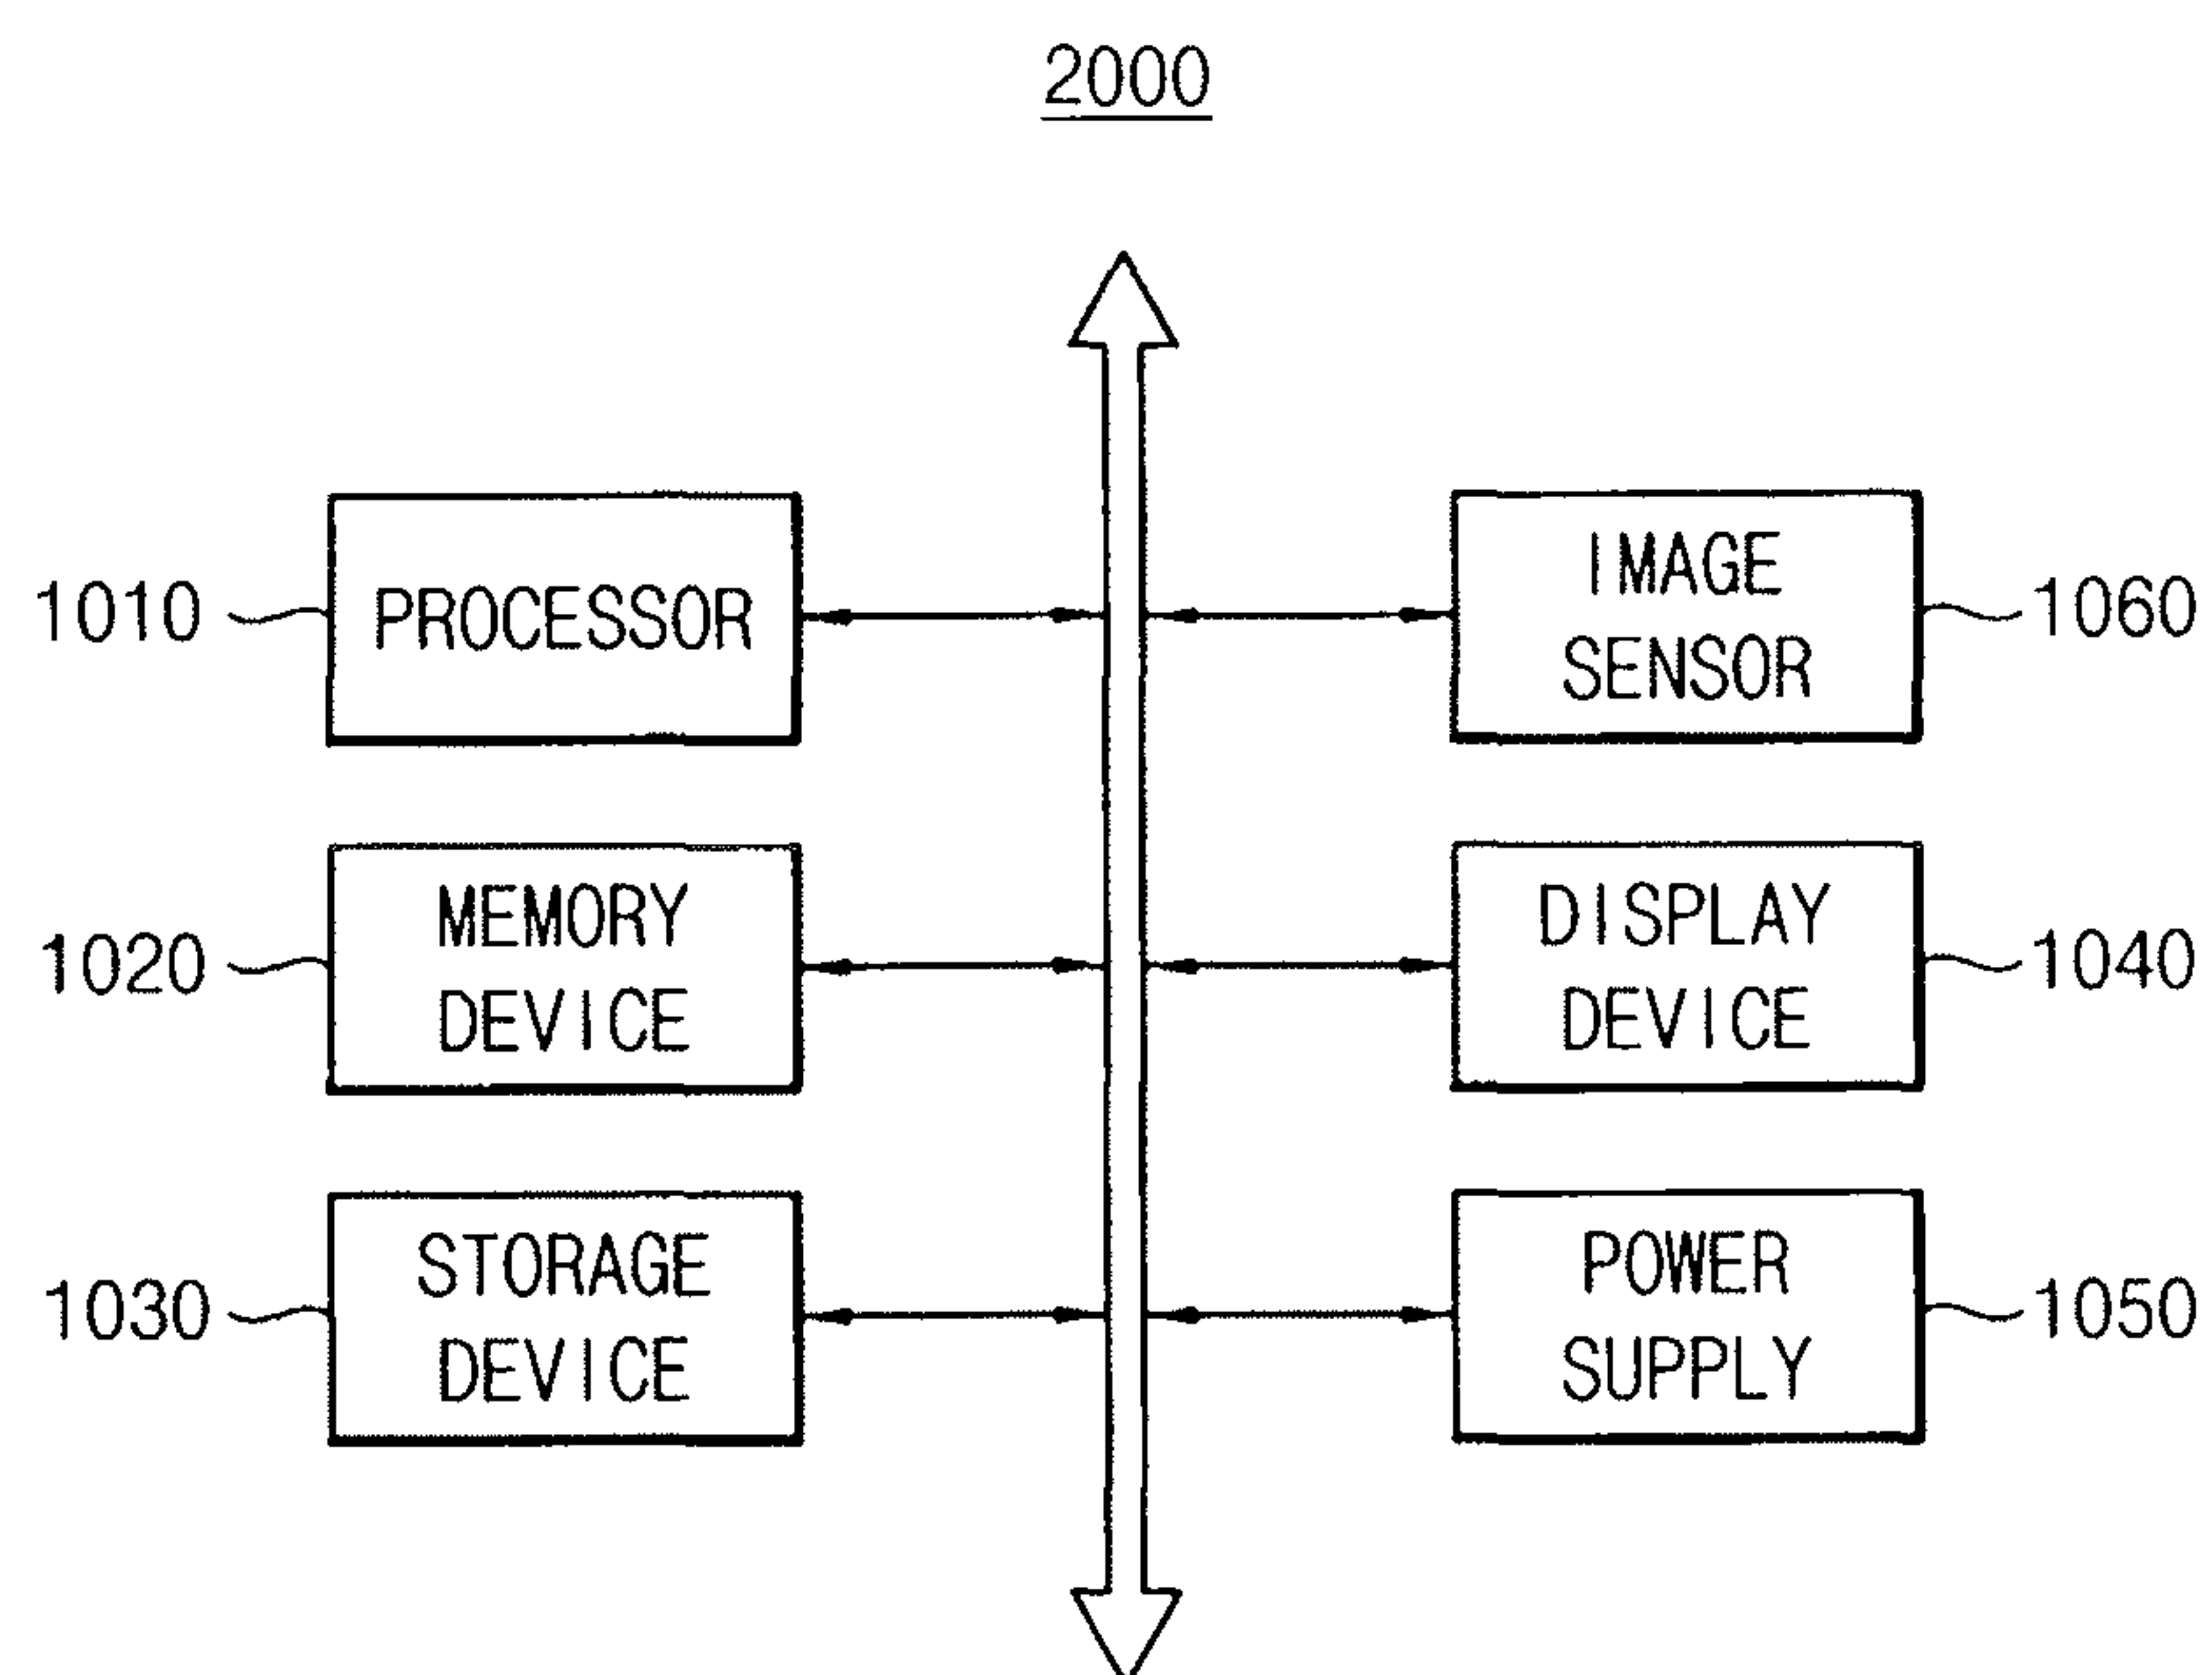 2000
1010
PROCESSOR
IMAGE
SENSOR
1060
1020
MEMORY
DEVICE
DISPLAY
DEVICE
1040
1030
STORAGE
DEVICE
POWER
SUPPLY
1050